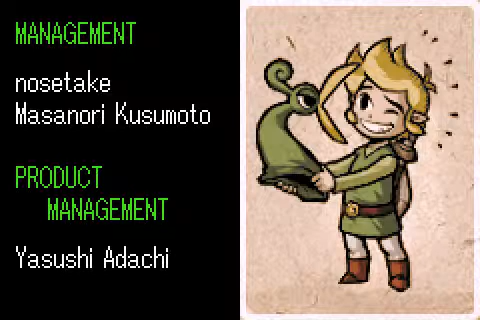 MANAGEMENT
nosetake
Masanori Kusumoto
PRODUCT
MANAGEMENT
Yasushi Adachi